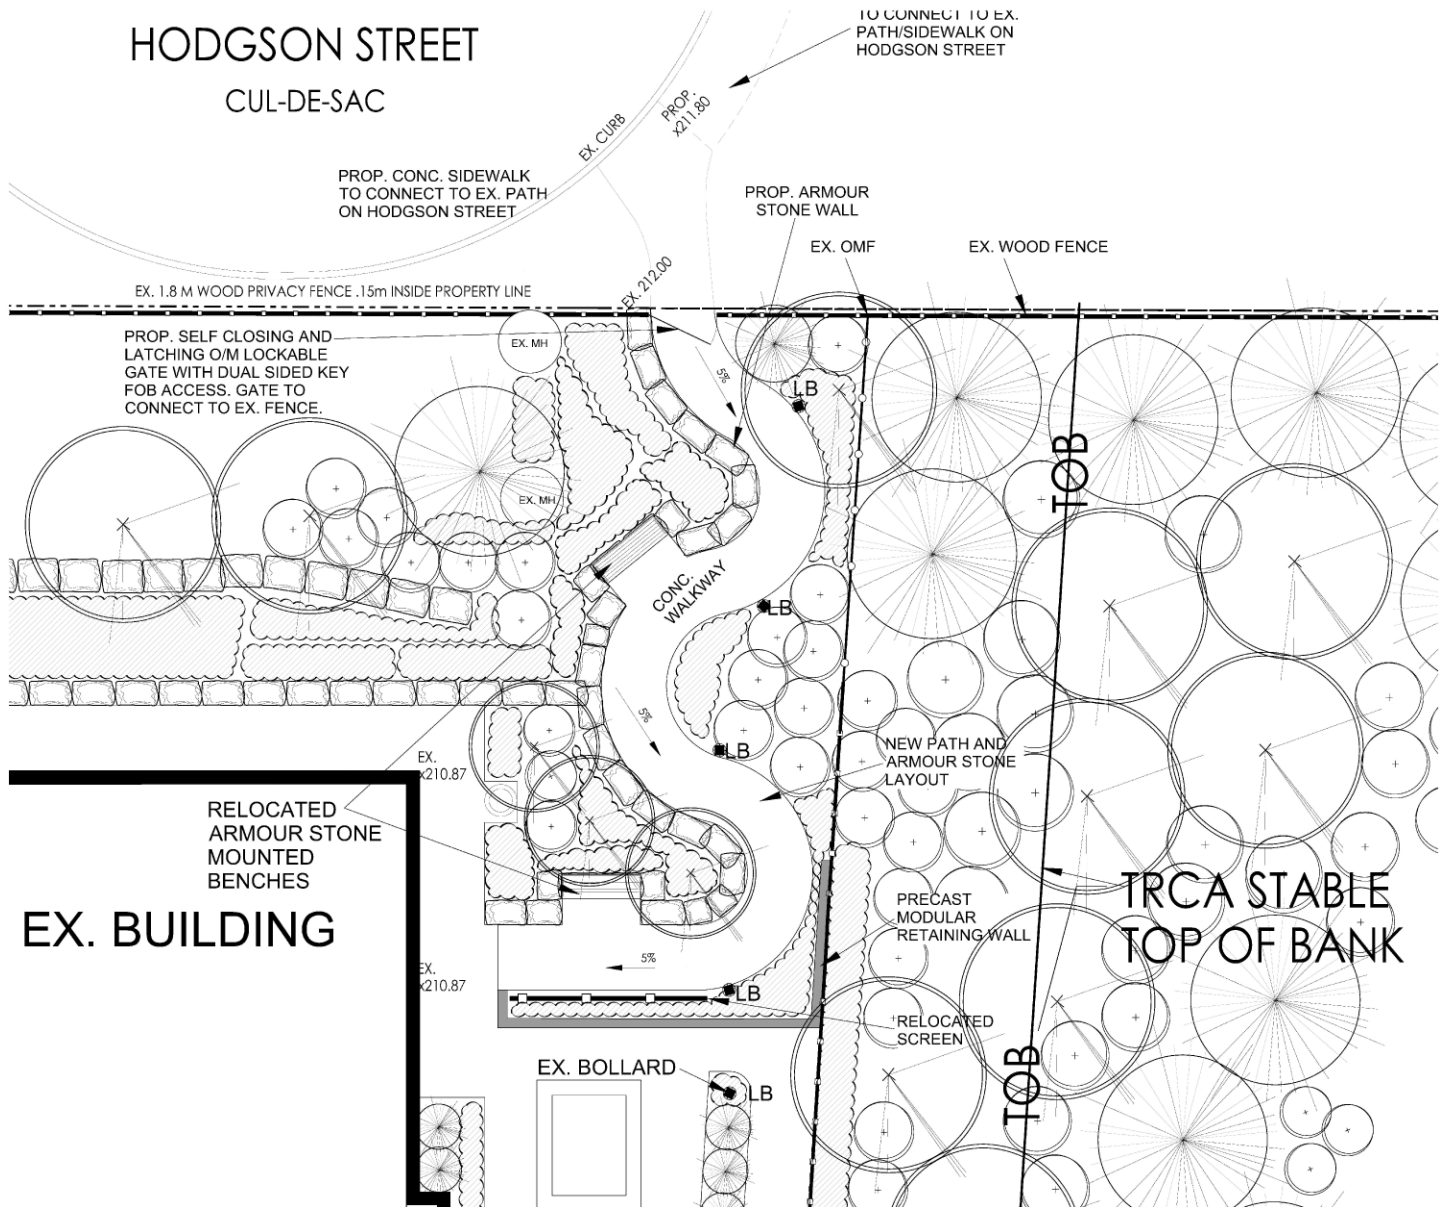 TO CONNECT TO EX.
PATH/SIDEWALK ON
HODGSON STREET
HODGSON STREET
CUL-DE-SAC
PROP.
x211.80
EX. CURB
PROP. CONC. SIDEWALK
TO CONNECT TO EX. PATH
ON HODGSON STREET
PROP. ARMOUR
STONE WALL
EX. OMF
EX. WOOD FENCE
EX. 212.00
EX. 1.8 M WOOD PRIVACY FENCE .15m INSIDE PROPERTY LINE
PROP. SELF CLOSING AND
LATCHING O/M LOCKABLE
GATE WITH DUAL SIDED KEY
FOB ACCESS. GATE TO
CONNECT TO EX. FENCE.
EX. MH
5%
LB
TOB
EX. MH
CONC.
WALKWAY
LB
5%
LB
NEW PATH AND
ARMOUR STONE
LAYOUT
EX.
x210.87
RELOCATED
ARMOUR STONE
MOUNTED
BENCHES
EX. BUILDING
PRECAST
MODULAR
RETAINING WALL
TRCA STABLE
TOP OF BANK
5%
EX.
x210.87
LB
RELOCATED
SCREEN
TOB
EX. BOLLARD
LB